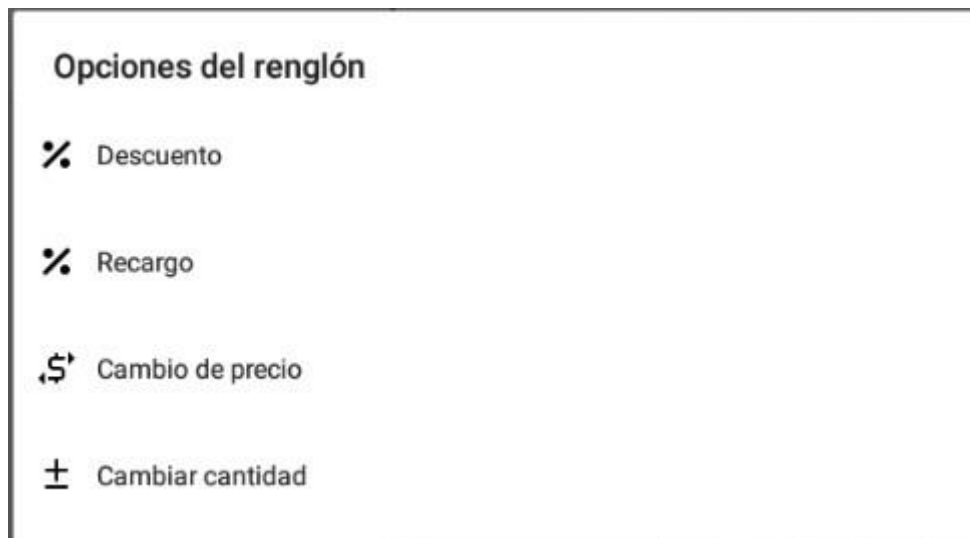 Opciones del renglón
Descuento
Recargo
Cambio de precio
Cambiar cantidad